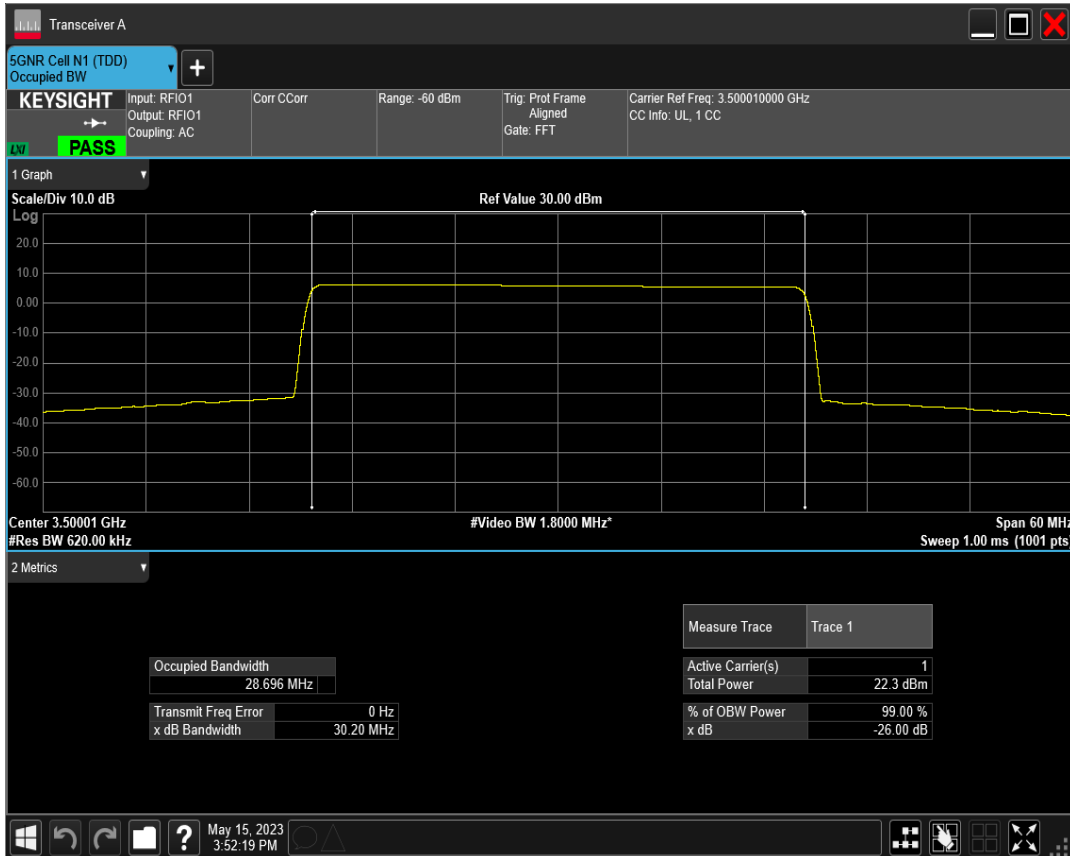 Transceiver A
5GNR Cell N1 (TDD)
Occupied BW
+
KEYSIGHT
LXI
PASS
Input: RFIO1
Output: RFIO1
Coupling: AC
Corr CCorr
Range: -60 dBm
Trig: Prot Frame
Aligned
Gate: FFT
Carrier Ref Freq: 3.500010000 GHz
CC Info: UL, 1 CC
1 Graph
Scale/Div 10.0 dB
Ref Value 30.00 dBm
Log
20.0
10.0
0.00
-10.0
-20.0
-30.0
-40.0
-50.0
-60.0
Center 3.50001 GHz
#Video BW 1.8000 MHz*
Span 60 MHz
#Res BW 620.00 kHz
Sweep 1.00 ms (1001 pts)
2 Metrics
Measure Trace Trace 1
Occupied Bandwidth
28.696 MHz
Active Carrier(s) 1
Total Power 22.3 dBm
Transmit Freq Error 0 Hz
x dB Bandwidth 30.20 MHz
% of OBW Power 99.00 %
x dB -26.00 dB
?
May 15, 2023
3:52:19 PM